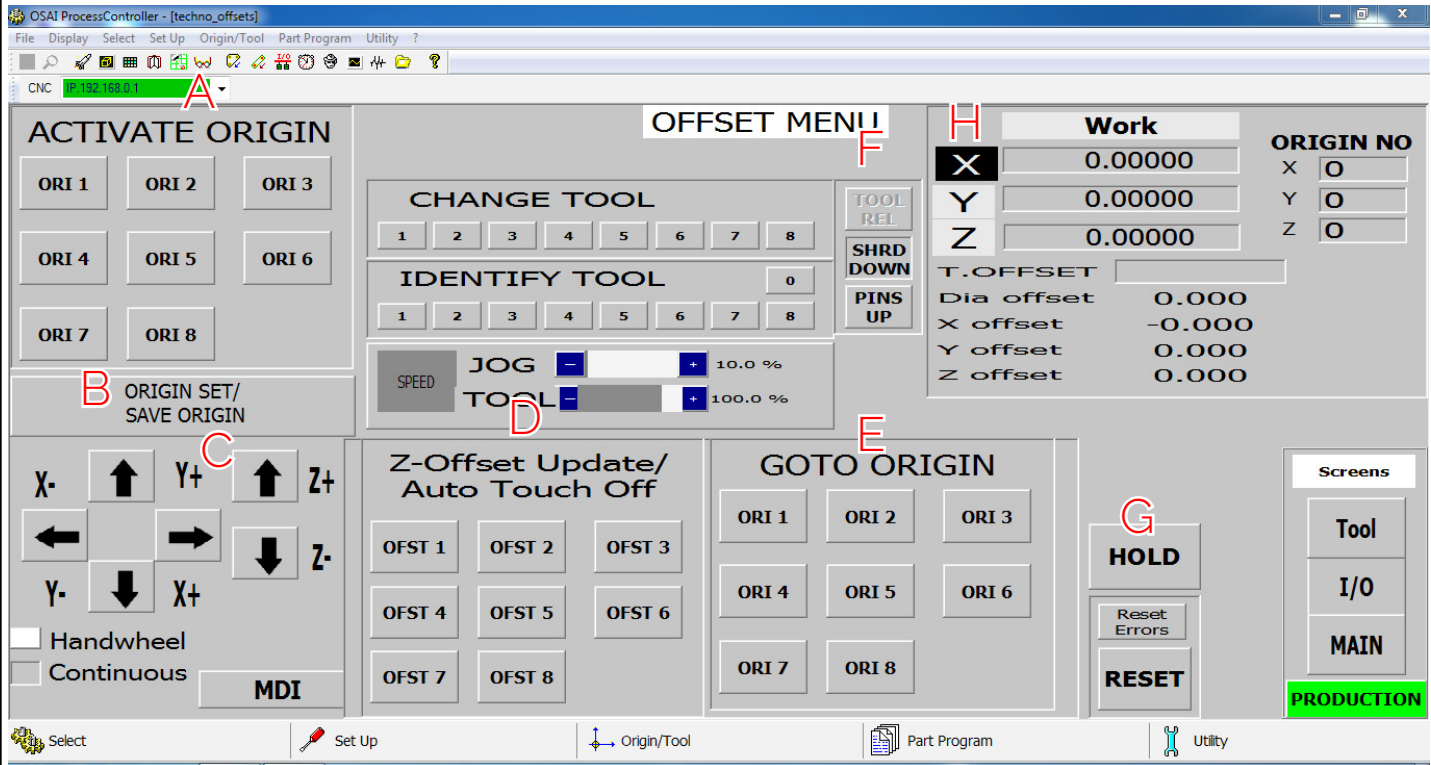 OSAI ProcessController - [techno_offsets]
File Display Select Set Up Origin/Tool Part Program Utility ?
I/O
CNC IP.192.168.0.1
A
ACTIVATE ORIGIN
ORI 1 ORI 2 ORI 3
ORI 4 ORI 5 ORI 6
ORI 7 ORI 8
B
ORIGIN SET/
SAVE ORIGIN
OFFSET MENU
CHANGE TOOL
1 2 3 4 5 6 7 8
IDENTIFY TOOL 0
1 2 3 4 5 6 7 8
SPEED
JOG - + 10.0 %
TOOL - + 100.0 %
F
TOOL
REL
SHRD
DOWN
PINS
UP
H
Work
X 0.00000
Y 0.00000
Z 0.00000
ORIGIN NO
X 0
Y 0
Z 0
T.OFFSET
Dia offset 0.000
X offset -0.000
Y offset 0.000
Z offset 0.000
C
X- Y+ Z+
Y- X+ Z-
Handwheel
Continuous
MDI
D
Z-Offset Update/
Auto Touch Off
OFST 1 OFST 2 OFST 3
OFST 4 OFST 5 OFST 6
OFST 7 OFST 8
E
GOTO ORIGIN
ORI 1 ORI 2 ORI 3
ORI 4 ORI 5 ORI 6
ORI 7 ORI 8
G
HOLD
Reset
Errors
RESET
Screens
Tool
I/O
MAIN
PRODUCTION
Select Set Up Origin/Tool Part Program Utility